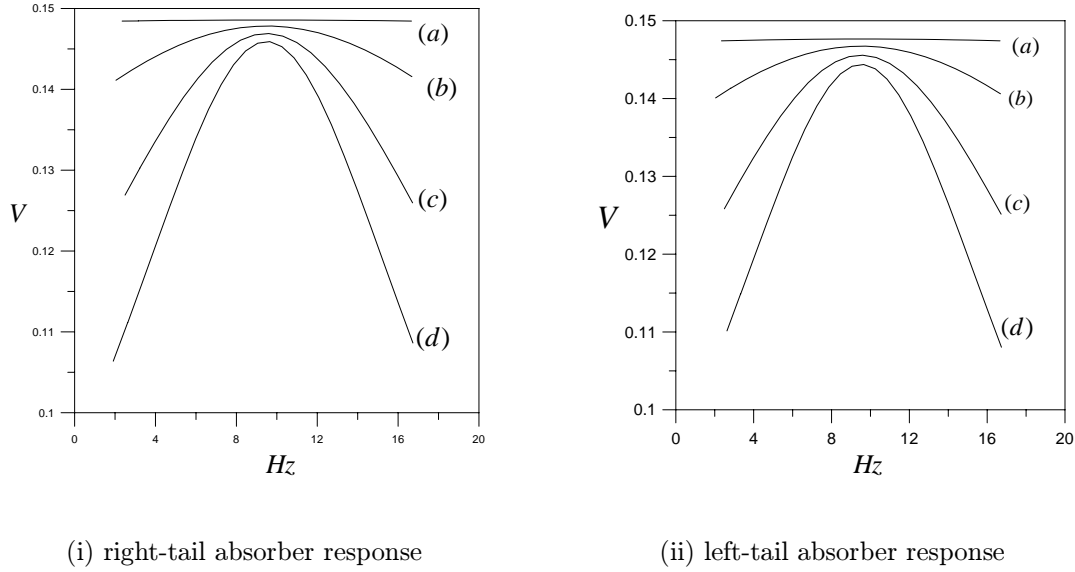 0.15
(a)
0.14
(b)
0.13
V
(c)
0.12
0.11
(d)
0.1
0 4 8 12 16 20
Hz
(i) right-tail absorber response
0.15
(a)
0.14
(b)
0.13
V
(c)
0.12
0.11
(d)
0.1
0 4 8 12 16 20
Hz
(ii) left-tail absorber response